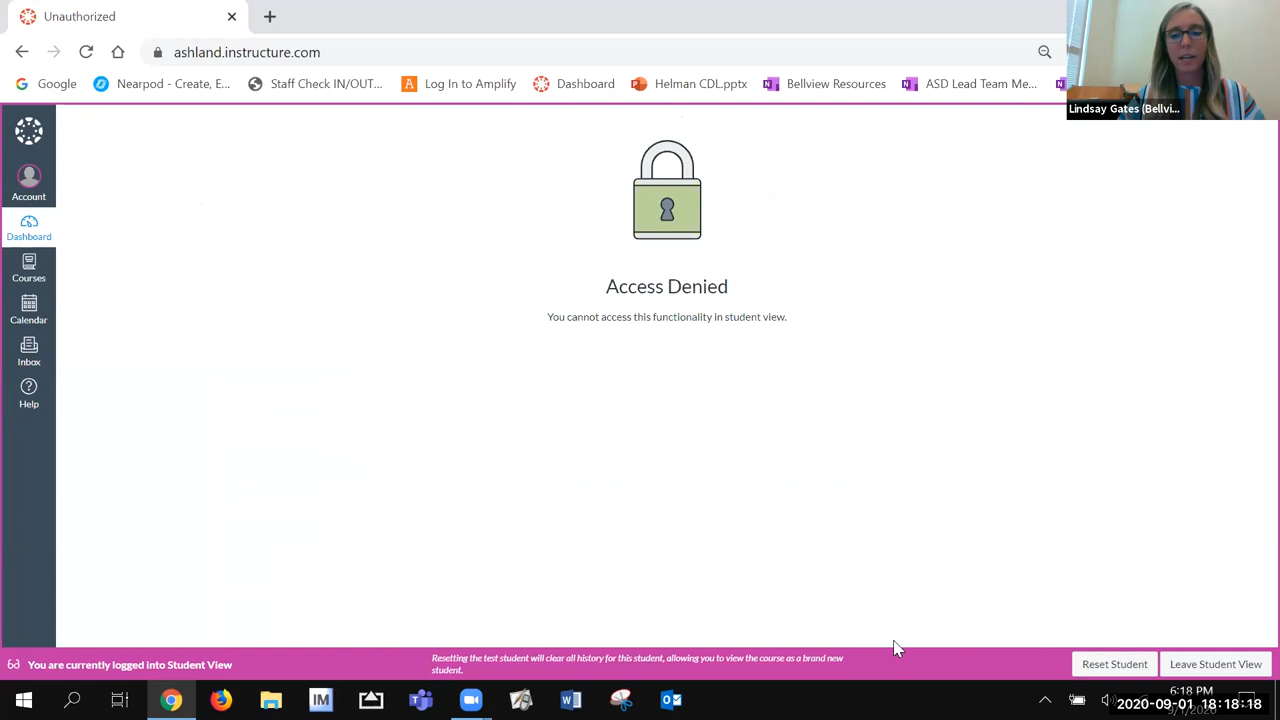 Unauthorized
ashland.instructure.com
Google
Nearpod - Create, E...
Staff Check IN/OUT...
A
Log In to Amplify
Dashboard
Helman CDL.pptx
Bellview Resources
ASD Lead Team Me...
Lindsay Gates (Bellvi...
Account
Dashboard
Courses
Calendar
Inbox
Help
Access Denied
You cannot access this functionality in student view.
You are currently logged into Student View
Resetting the test student will clear all history for this student, allowing you to view the course as a brand new
student.
Reset Student
Leave Student View
IM
6:18 PM
2020-09-01 18:18:18